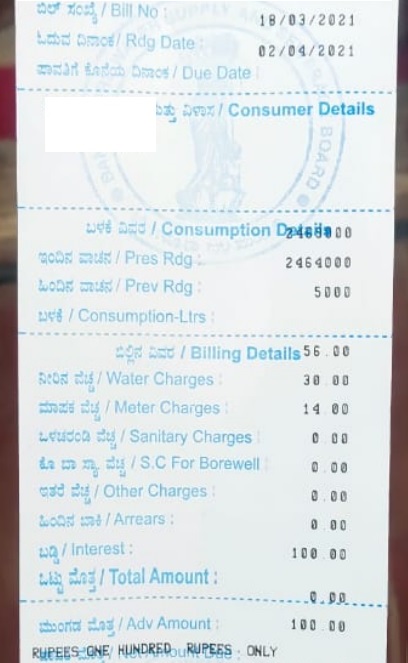 ಬಿಲ್ ಸಂಖ್ಯೆ / Bill No :
18/03/2021
ಓದುವ ದಿನಾಂಕ / Rdg Date :
02/04/2021
ಪಾವತಿಗೆ ಕೊನೆಯ ದಿನಾಂಕ / Due Date :
ವಿಳಾಸ / Consumer Details
ಬಳಕೆ ವಿವರ / Consumption Details
ಇಂದಿನ ವಾಚನ / Pres Rdg :
2464000
ಹಿಂದಿನ ವಾಚನ / Prev Rdg :
5000
ಬಳಕೆ / Consumption-Ltrs :
ಬಿಲ್ಲಿನ ವಿವರ / Billing Details 56.00
ನೀರಿನ ವೆಚ್ಚ / Water Charges : 30.00
ಮಾಪಕ ವೆಚ್ಚ / Meter Charges : 14.00
ಒಳಚರಂಡಿ ವೆಚ್ಚ / Sanitary Charges : 0.00
ಕೊ ಬಾ ಸ್ಥಾ. ವೆಚ್ಚ / S.C For Borewell : 0.00
ಇತರೆ ವೆಚ್ಚ / Other Charges : 0.00
ಹಿಂದಿನ ಬಾಕಿ / Arrears : 0.00
ಬಡ್ಡಿ / Interest : 100.00
ಒಟ್ಟು ಮೊತ್ತ / Total Amount :
0.00
ಮುಂಗಡ ಮೊತ್ತ / Adv Amount : 100.00
RUPEES ONE HUNDRED RUPEES ONLY